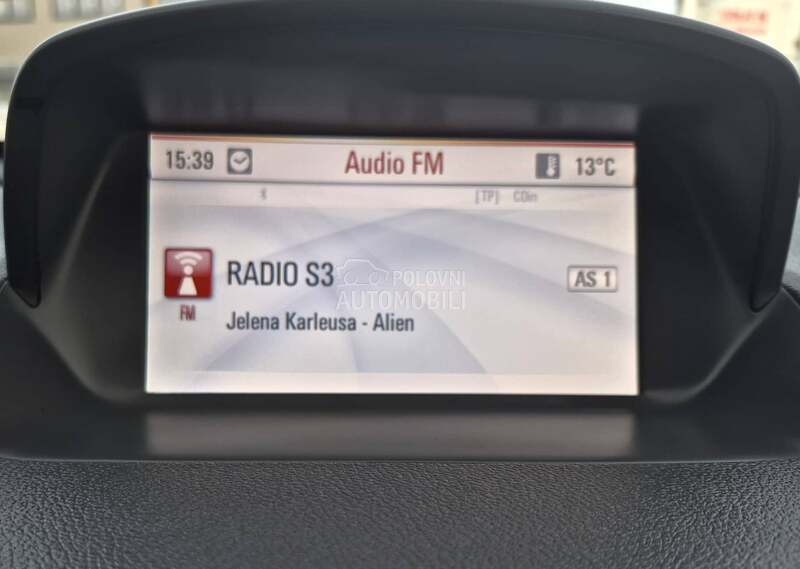 15:39 Audio FM 13°C
[TP] CDin
RADIO S3 AS 1
POLOVNI
AUTOMOBILI
FM
Jelena Karleusa - Alien